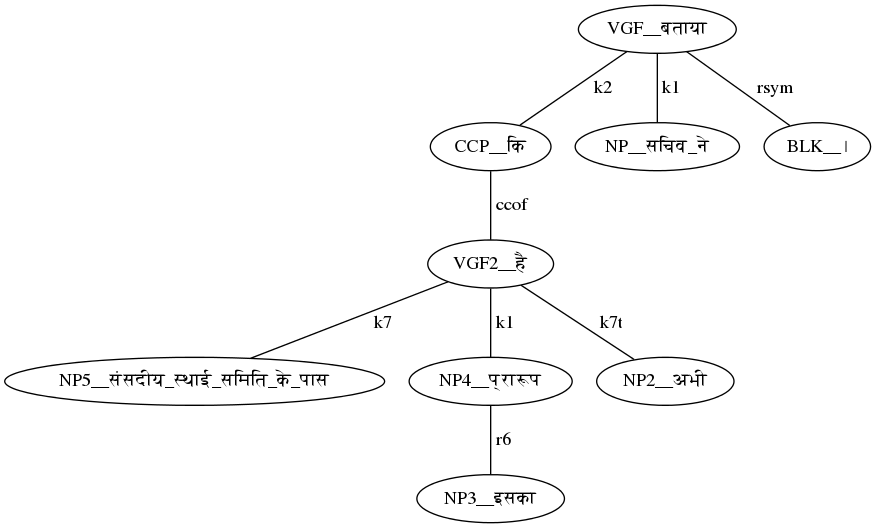 VGF__बताया
k2 k1 rsym
CCP__कि NP__सचिव_ने BLK__।
ccof
VGF2__है
k7 k1 k7t
NP5__संसदीय_स्थाई_समिति_के_पास NP4__प्रारूप NP2__अभी
r6
NP3__इसका